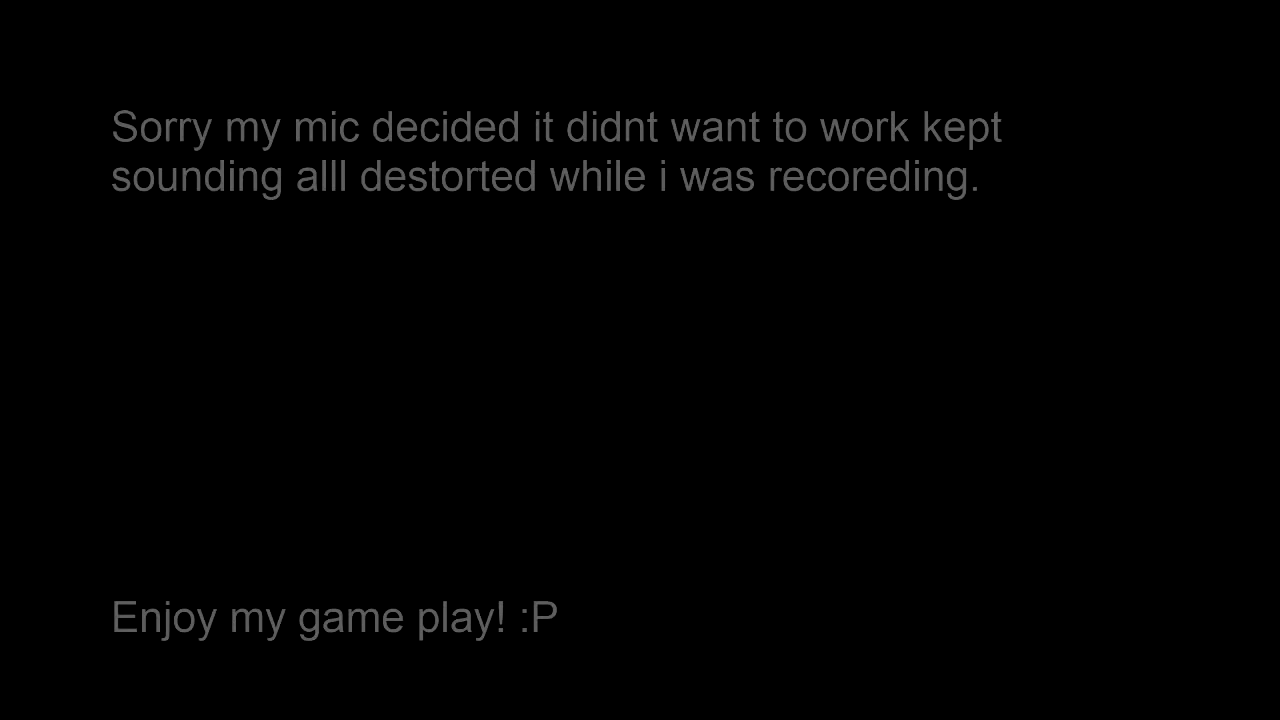 Sorry my mic decided it didnt want to work kept
sounding alll destorted while i was recoreding.
Enjoy my game play! :P